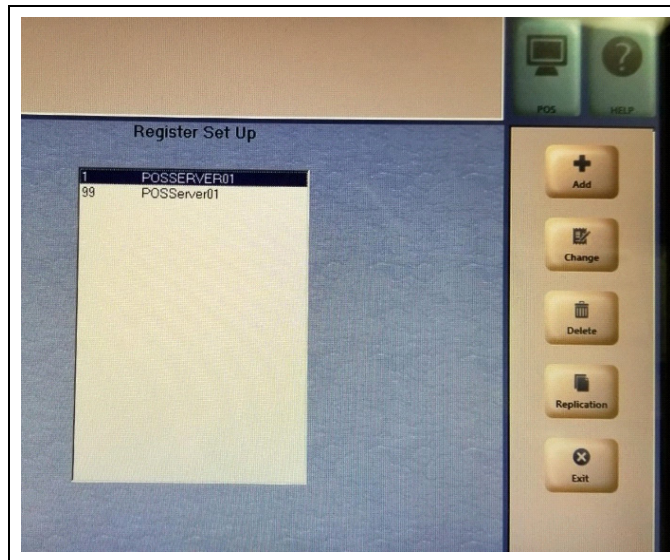 POS
HELP
Register Set Up
1 POSSERVER01
99 POSServer01
Add
Change
Delete
Replication
Exit